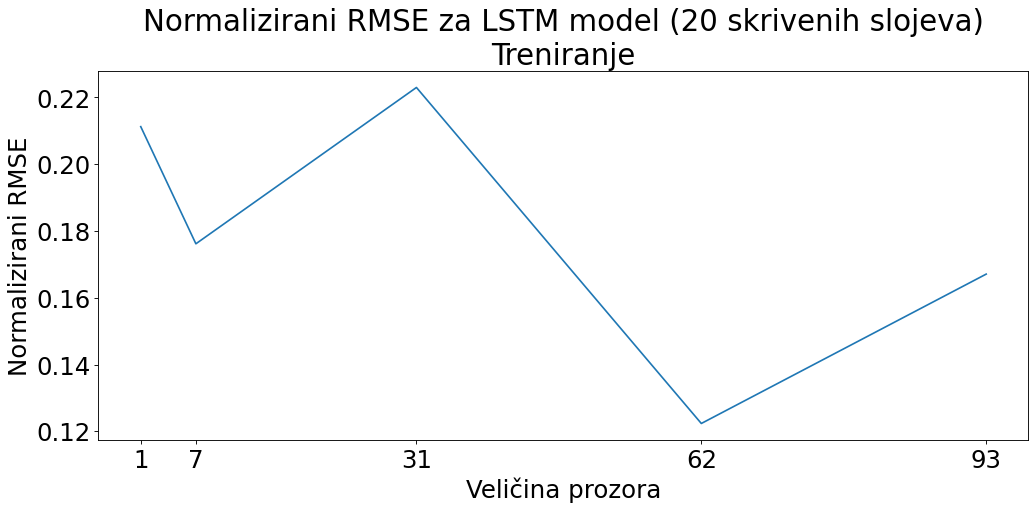 Normalizirani RMSE za LSTM model (20 skrivenih slojeva)
Treniranje
Normalizirani RMSE
0.22
0.20
0.18
0.16
0.14
0.12
1 7 31 62 93
Veličina prozora